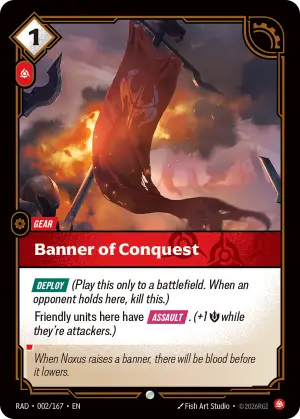 1
GEAR
Banner of Conquest
DEPLOY (Play this only to a battlefield. When an
opponent holds here, kill this.)
Friendly units here have ASSAULT. (+1 while
they're attackers.)
When Noxus raises a banner, there will be blood before
it lowers.
RAD • 002/167 • EN Fish Art Studio • ©2026RGI